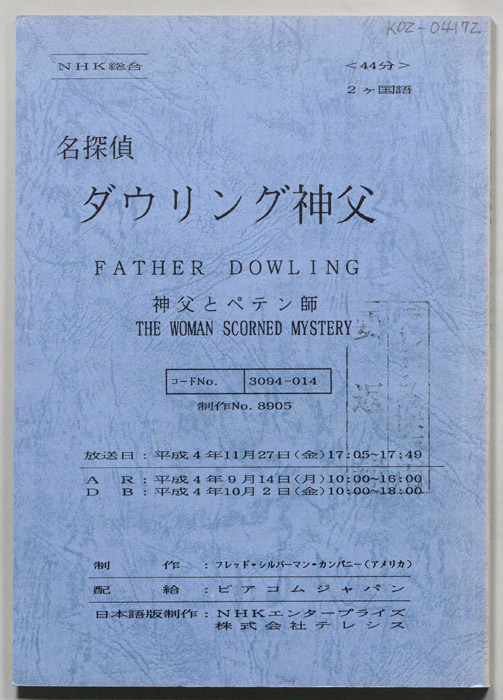 K02-04172
NHK総合 <44分>
2ヶ国語
名探偵
ダウリング神父
FATHER DOWLING
神父とペテン師
THE WOMAN SCORNED MYSTERY
コードNo. 3094-014
制作No. 8905
放送日:平成4年11月27日(金)17:05~17:49
A R:平成4年9月14日(月)10:00~16:00
D B:平成4年10月2日(金)10:00~18:00
制 作:フレッド・シルバーマン・カンパニー(アメリカ)
配 給:ビアコムジャパン
日本語版制作:NHKエンタープライズ
株式会社テレシス